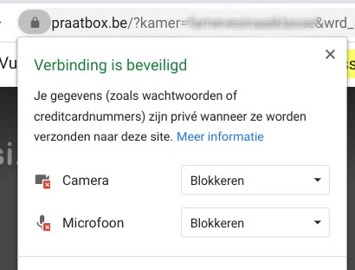 praatbox.be/?kamer= &wrd_
Vu
Verbinding is beveiligd
Je gegevens (zoals wachtwoorden of
creditcardnummers) zijn privé wanneer ze worden
verzonden naar deze site. Meer informatie
Camera Blokkeren
Microfoon Blokkeren